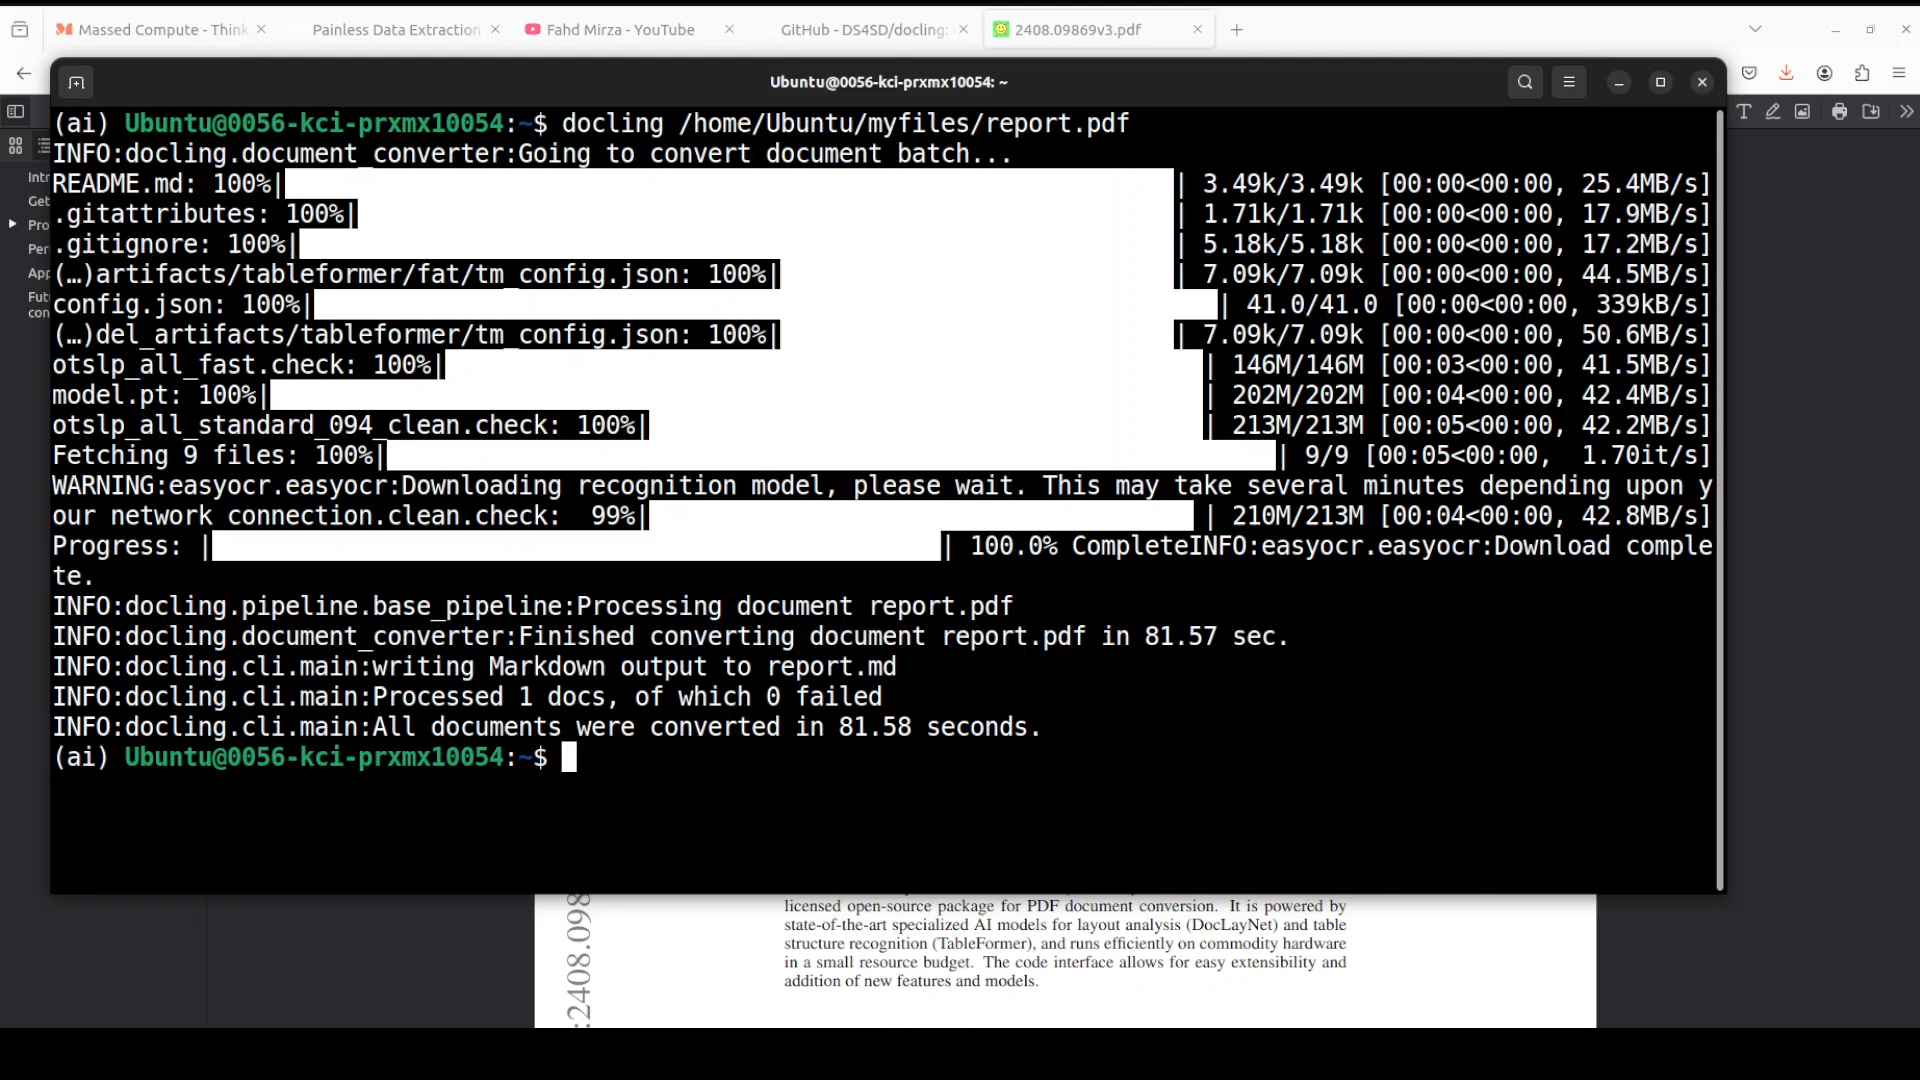 Massed Compute - Think
Painless Data Extraction
Fahd Mirza - YouTube
GitHub - DS4SD/docling:
2408.09869v3.pdf
Ubuntu@0056-kci-prxmx10054: ~
(ai) Ubuntu@0056-kci-prxmx10054:~$ docling /home/Ubuntu/myfiles/report.pdf
INFO:docling.document_converter:Going to convert document batch...
README.md: 100%| | 3.49k/3.49k [00:00<00:00, 25.4MB/s]
.gitattributes: 100%| | 1.71k/1.71k [00:00<00:00, 17.9MB/s]
.gitignore: 100%| | 5.18k/5.18k [00:00<00:00, 17.2MB/s]
(…)artifacts/tableformer/fat/tm_config.json: 100%| | 7.09k/7.09k [00:00<00:00, 44.5MB/s]
config.json: 100%| | 41.0/41.0 [00:00<00:00, 339kB/s]
(…)del_artifacts/tableformer/tm_config.json: 100%| | 7.09k/7.09k [00:00<00:00, 50.6MB/s]
otslp_all_fast.check: 100%| | 146M/146M [00:03<00:00, 41.5MB/s]
model.pt: 100%| | 202M/202M [00:04<00:00, 42.4MB/s]
otslp_all_standard_094_clean.check: 100%| | 213M/213M [00:05<00:00, 42.2MB/s]
Fetching 9 files: 100%| | 9/9 [00:05<00:00, 1.70it/s]
WARNING:easyocr.easyocr:Downloading recognition model, please wait. This may take several minutes depending upon y
our network connection.clean.check: 99%| | 210M/213M [00:04<00:00, 42.8MB/s]
Progress: | | 100.0% CompleteINFO:easyocr.easyocr:Download comple
te.
INFO:docling.pipeline.base_pipeline:Processing document report.pdf
INFO:docling.document_converter:Finished converting document report.pdf in 81.57 sec.
INFO:docling.cli.main:writing Markdown output to report.md
INFO:docling.cli.main:Processed 1 docs, of which 0 failed
INFO:docling.cli.main:All documents were converted in 81.58 seconds.
(ai) Ubuntu@0056-kci-prxmx10054:~$
Intr
Get
Pro
Per
App
Fut
con
:2408.098
licensed open-source package for PDF document conversion. It is powered by
state-of-the-art specialized AI models for layout analysis (DocLayNet) and table
structure recognition (TableFormer), and runs efficiently on commodity hardware
in a small resource budget. The code interface allows for easy extensibility and
addition of new features and models.